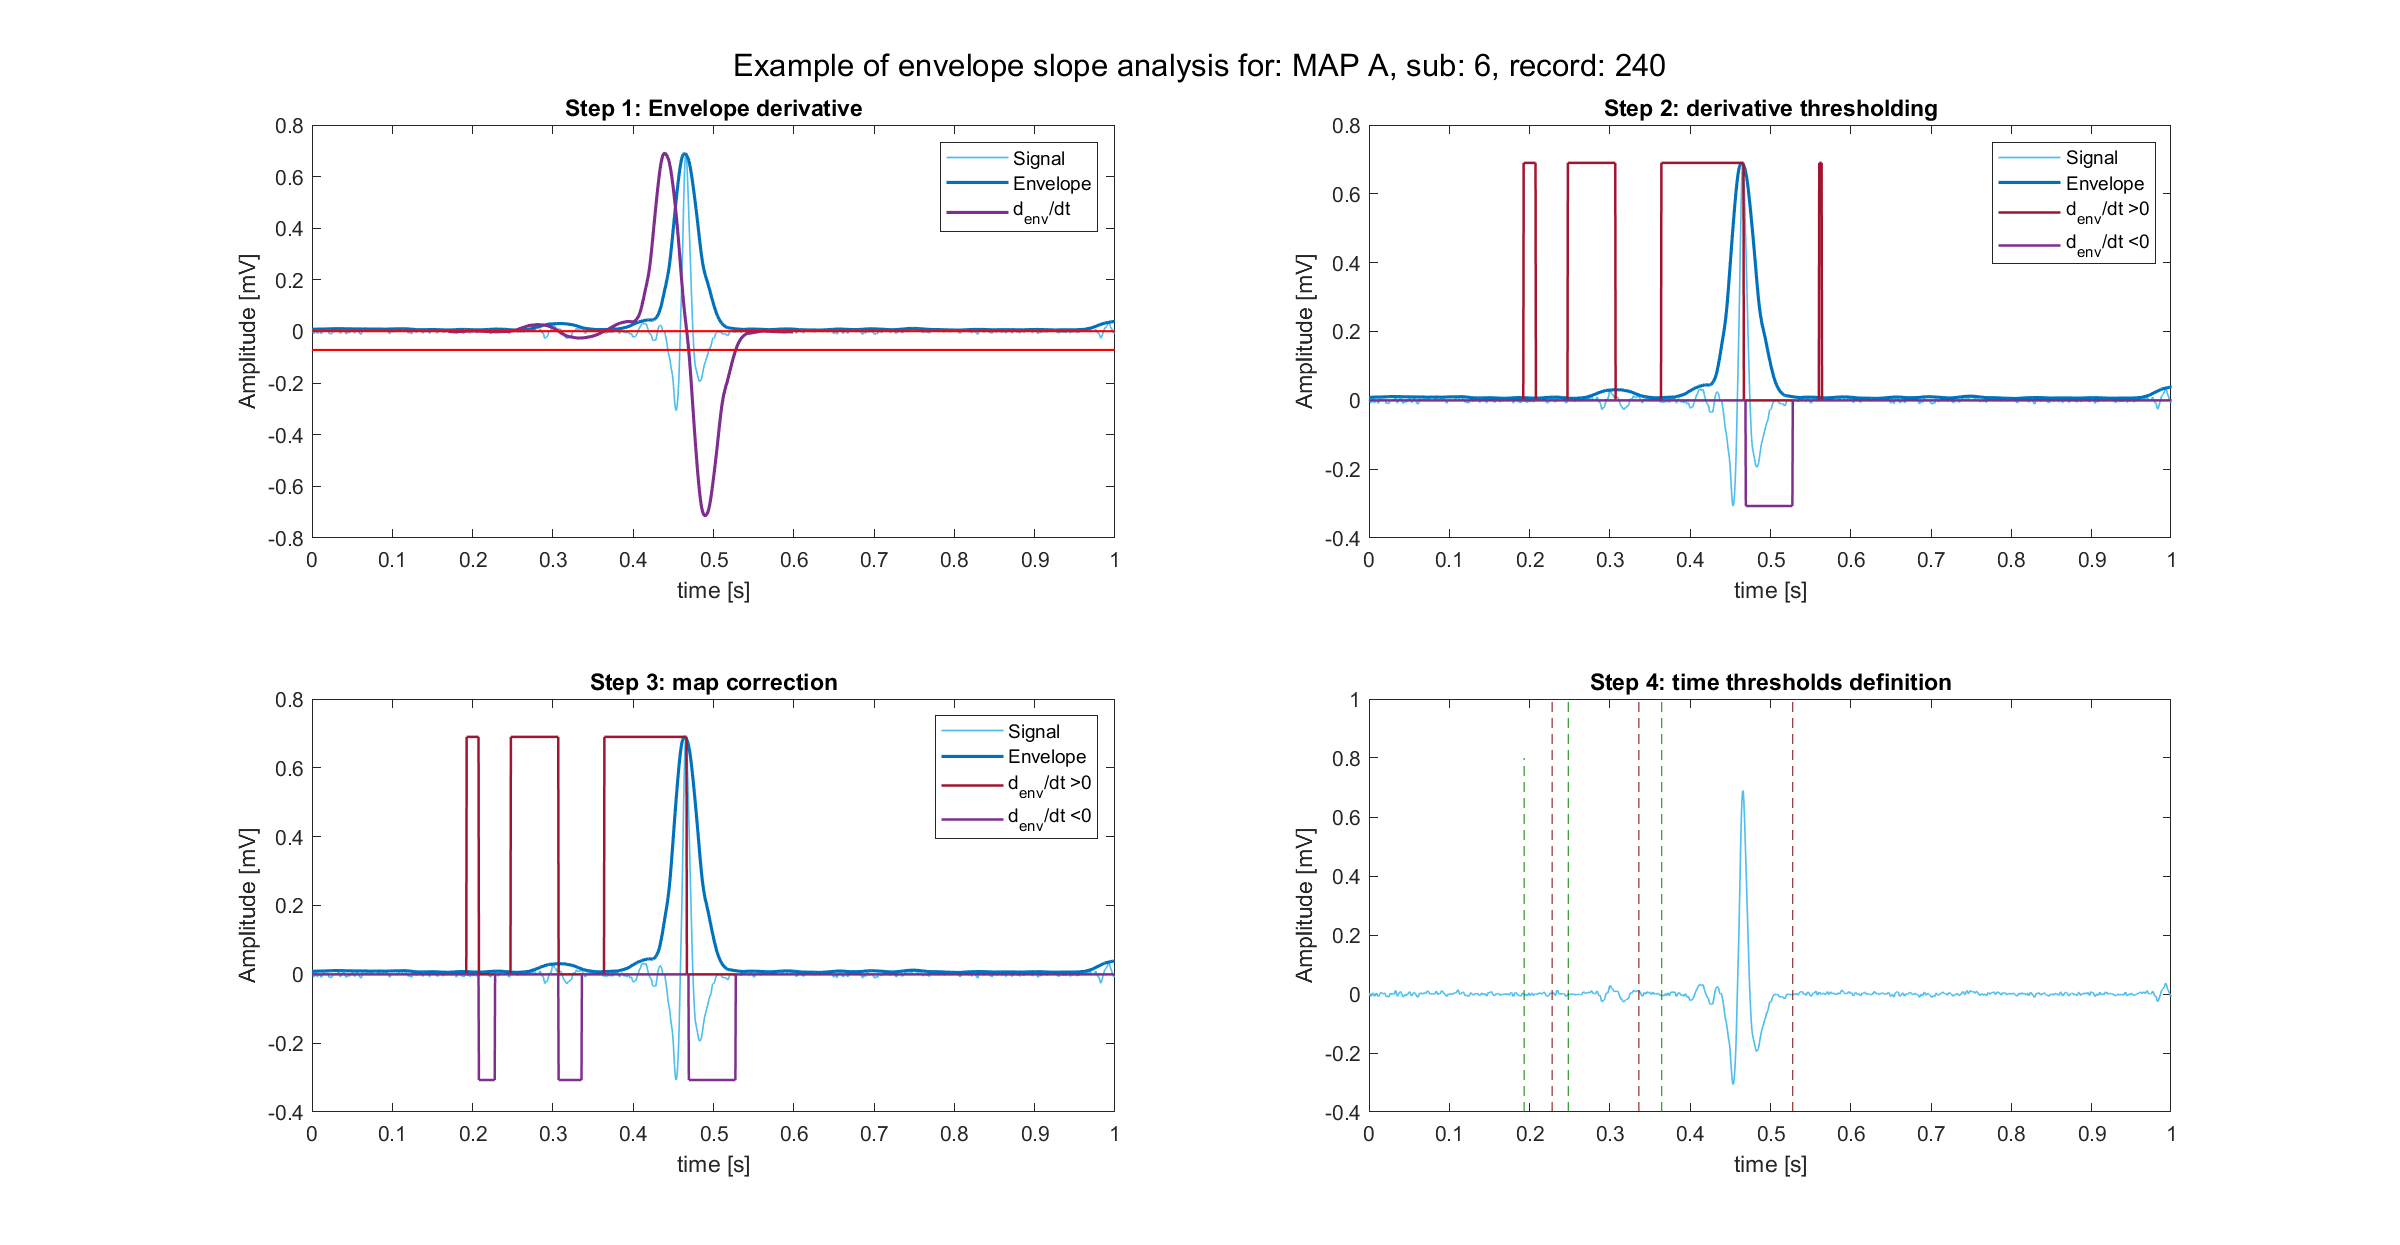 Example of envelope slope analysis for: MAP A, sub: 6, record: 240
Step 1: Envelope derivative
0.8
0.6
0.4
0.2
0
-0.2
-0.4
-0.6
-0.8
Amplitude [mV]
Signal
Envelope
d_env/dt
0 0.1 0.2 0.3 0.4 0.5 0.6 0.7 0.8 0.9 1
time [s]
Step 2: derivative thresholding
0.8
0.6
0.4
0.2
0
-0.2
-0.4
Amplitude [mV]
Signal
Envelope
d_env/dt >0
d_env/dt <0
0 0.1 0.2 0.3 0.4 0.5 0.6 0.7 0.8 0.9 1
time [s]
Step 3: map correction
0.8
0.6
0.4
0.2
0
-0.2
-0.4
Amplitude [mV]
Signal
Envelope
d_env/dt >0
d_env/dt <0
0 0.1 0.2 0.3 0.4 0.5 0.6 0.7 0.8 0.9 1
time [s]
Step 4: time thresholds definition
1
0.8
0.6
0.4
0.2
0
-0.2
-0.4
Amplitude [mV]
0 0.1 0.2 0.3 0.4 0.5 0.6 0.7 0.8 0.9 1
time [s]